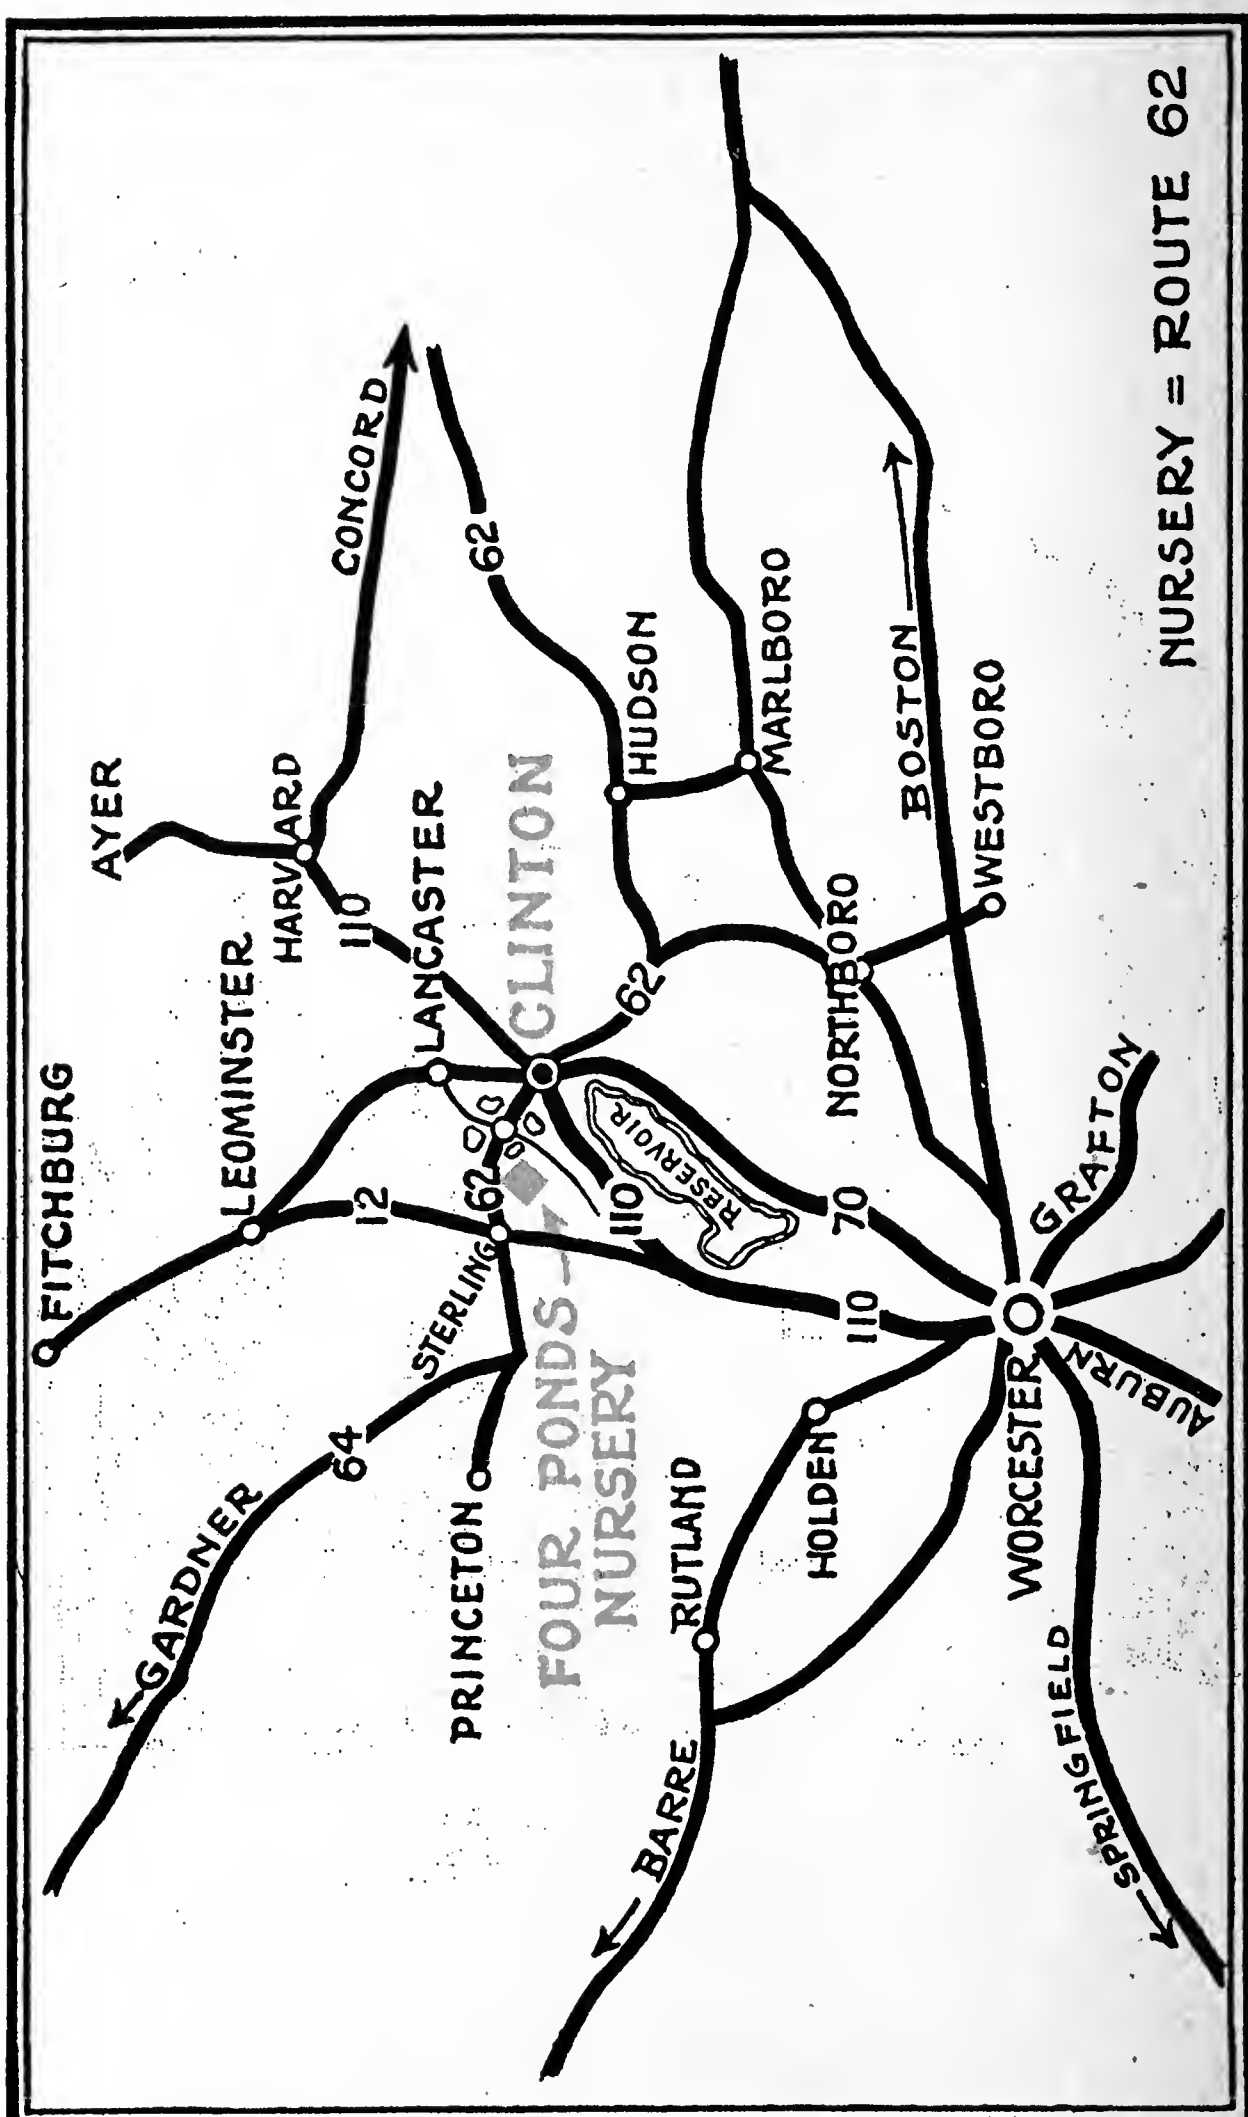 FITCHBURG
LEOMINSTER
AYER
HARVARD
CONCORD
110
LANCASTER
12
GARDNER
64
STERLING
62
CLINTON
62
HUDSON
62
PRINCETON
FOUR PONDS
NURSERY
110
RESERVOIR
MARLBORO
RUTLAND
BARRE
HOLDEN
110
70
NORTHBORO
BOSTON
WESTBORO
WORCESTER
GRAFTON
AUBURN
SPRINGFIELD
NURSERY = ROUTE 62